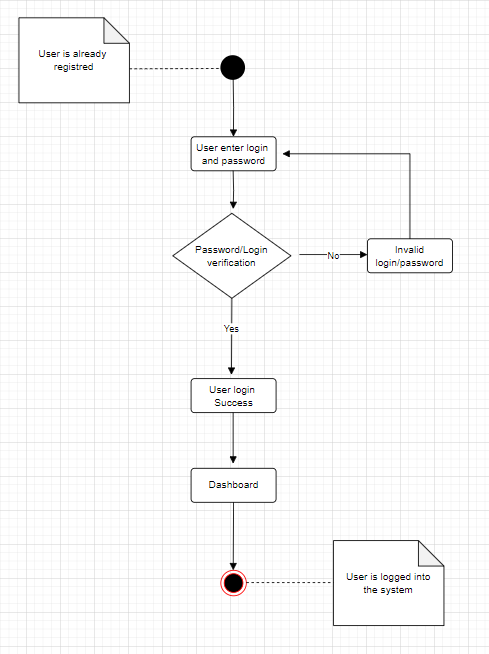 User is already
registred
User enter login
and password
Password/Login
verification
No
Invalid
login/password
Yes
User login
Success
Dashboard
User is logged into
the system